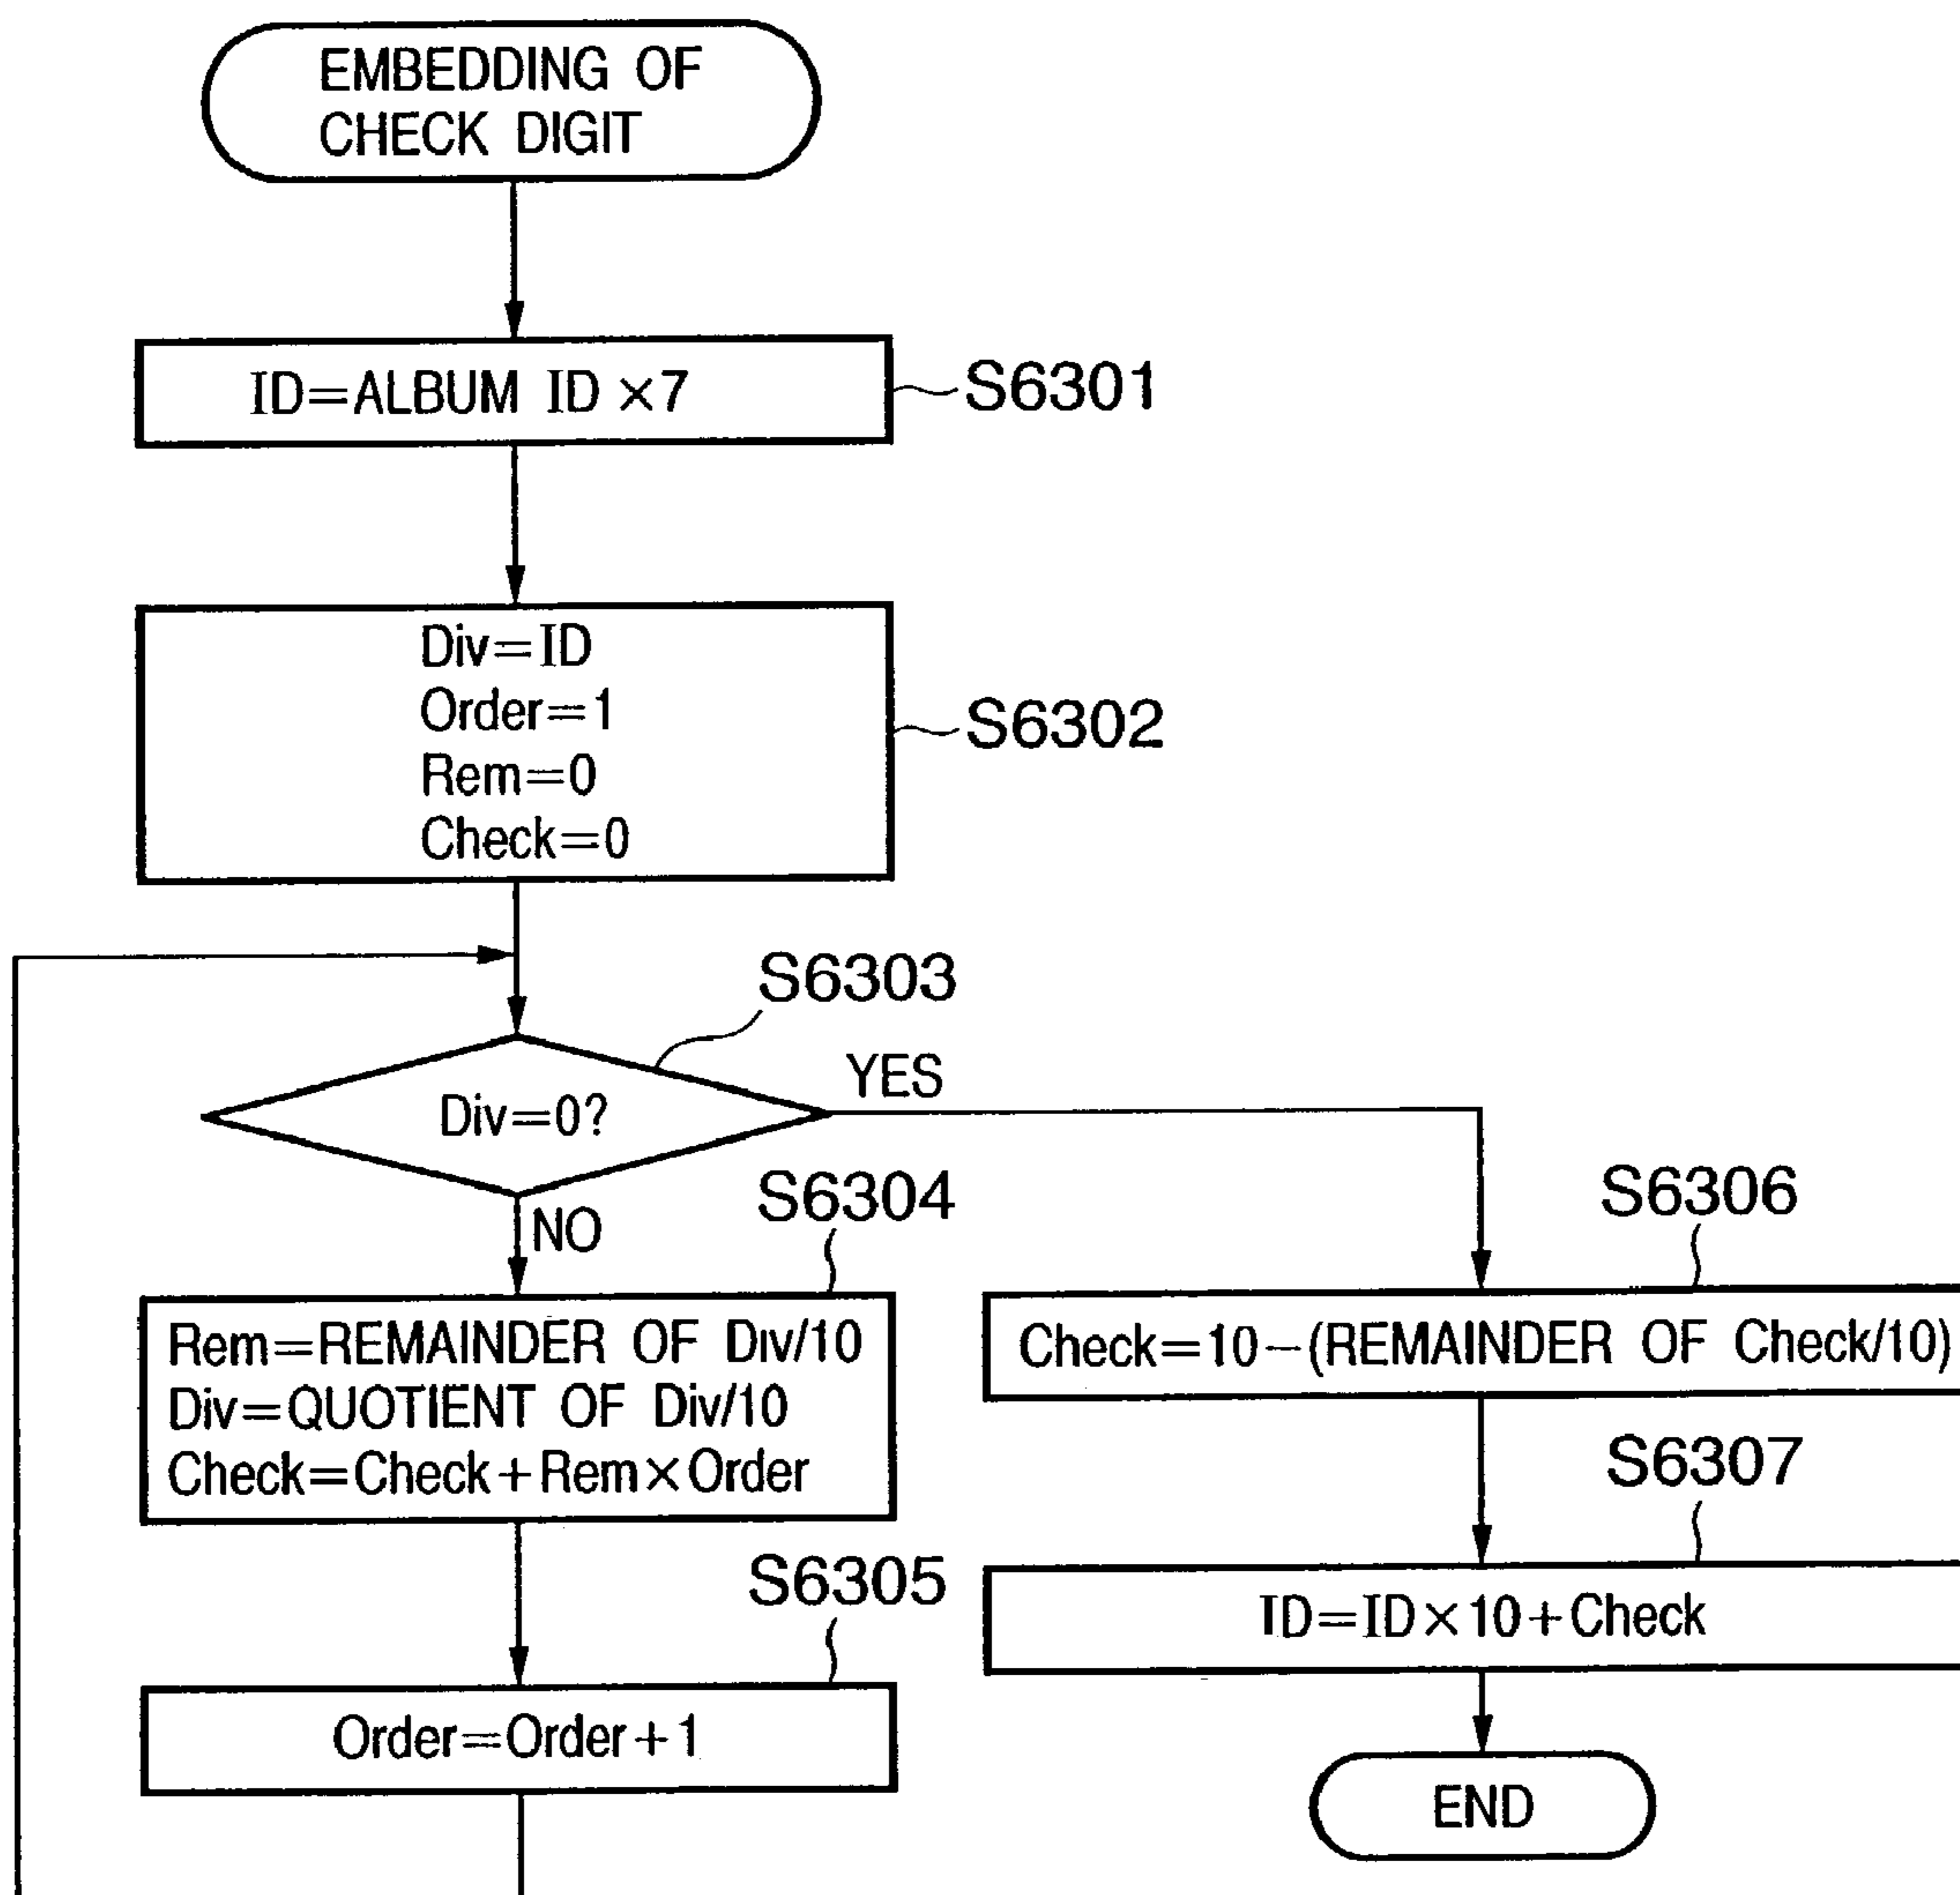 EMBEDDING OF
CHECK DIGIT
ID=ALBUM ID ×7
S6301
Div=ID
Order=1
Rem=0
Check=0
S6302
S6303
Div=0?
YES
NO
S6304
Rem=REMAINDER OF Div/10
Div=QUOTIENT OF Div/10
Check=Check+Rem×Order
S6305
Order=Order+1
S6306
Check=10−(REMAINDER OF Check/10)
S6307
ID=ID×10+Check
END